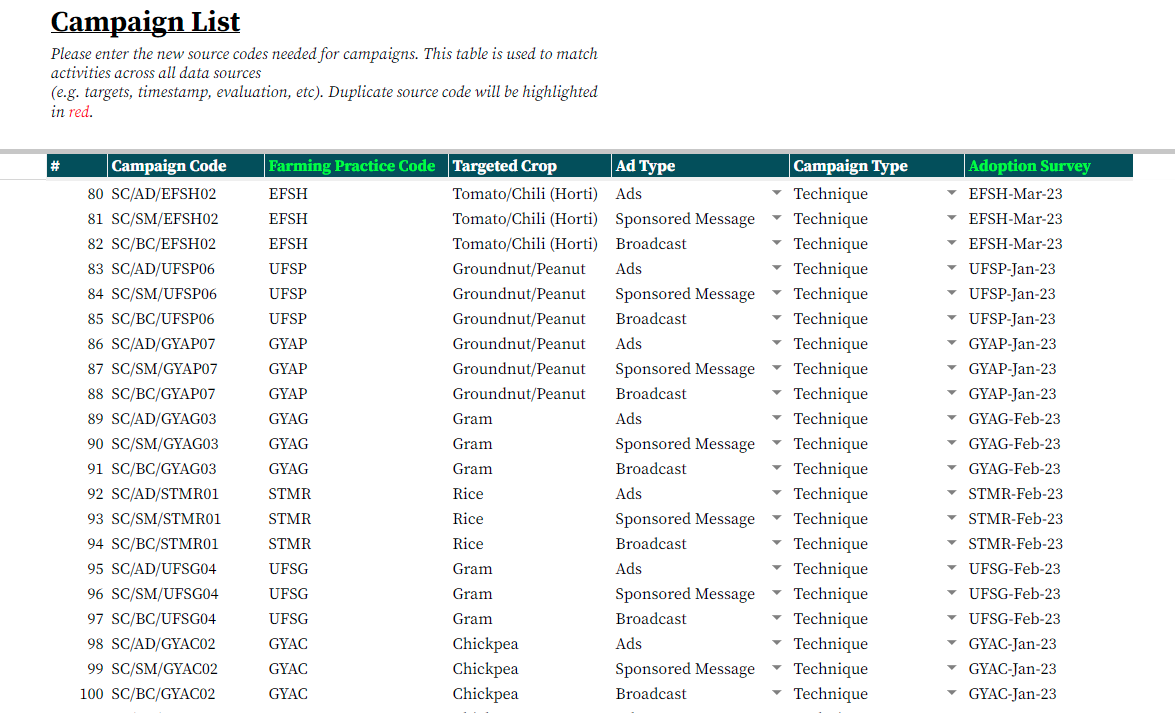 Campaign List
Please enter the new source codes needed for campaigns. This table is used to match
activities across all data sources
(e.g. targets, timestamp, evaluation, etc). Duplicate source code will be highlighted
in red.
# Campaign Code Farming Practice Code Targeted Crop Ad Type Campaign Type Adoption Survey
80 SC/AD/EFSH02 EFSH Tomato/Chili (Horti) Ads Technique EFSH-Mar-23
81 SC/SM/EFSH02 EFSH Tomato/Chili (Horti) Sponsored Message Technique EFSH-Mar-23
82 SC/BC/EFSH02 EFSH Tomato/Chili (Horti) Broadcast Technique EFSH-Mar-23
83 SC/AD/UFSP06 UFSP Groundnut/Peanut Ads Technique UFSP-Jan-23
84 SC/SM/UFSP06 UFSP Groundnut/Peanut Sponsored Message Technique UFSP-Jan-23
85 SC/BC/UFSP06 UFSP Groundnut/Peanut Broadcast Technique UFSP-Jan-23
86 SC/AD/GYAP07 GYAP Groundnut/Peanut Ads Technique GYAP-Jan-23
87 SC/SM/GYAP07 GYAP Groundnut/Peanut Sponsored Message Technique GYAP-Jan-23
88 SC/BC/GYAP07 GYAP Groundnut/Peanut Broadcast Technique GYAP-Jan-23
89 SC/AD/GYAG03 GYAG Gram Ads Technique GYAG-Feb-23
90 SC/SM/GYAG03 GYAG Gram Sponsored Message Technique GYAG-Feb-23
91 SC/BC/GYAG03 GYAG Gram Broadcast Technique GYAG-Feb-23
92 SC/AD/STMR01 STMR Rice Ads Technique STMR-Feb-23
93 SC/SM/STMR01 STMR Rice Sponsored Message Technique STMR-Feb-23
94 SC/BC/STMR01 STMR Rice Broadcast Technique STMR-Feb-23
95 SC/AD/UFSG04 UFSG Gram Ads Technique UFSG-Feb-23
96 SC/SM/UFSG04 UFSG Gram Sponsored Message Technique UFSG-Feb-23
97 SC/BC/UFSG04 UFSG Gram Broadcast Technique UFSG-Feb-23
98 SC/AD/GYAC02 GYAC Chickpea Ads Technique GYAC-Jan-23
99 SC/SM/GYAC02 GYAC Chickpea Sponsored Message Technique GYAC-Jan-23
100 SC/BC/GYAC02 GYAC Chickpea Broadcast Technique GYAC-Jan-23